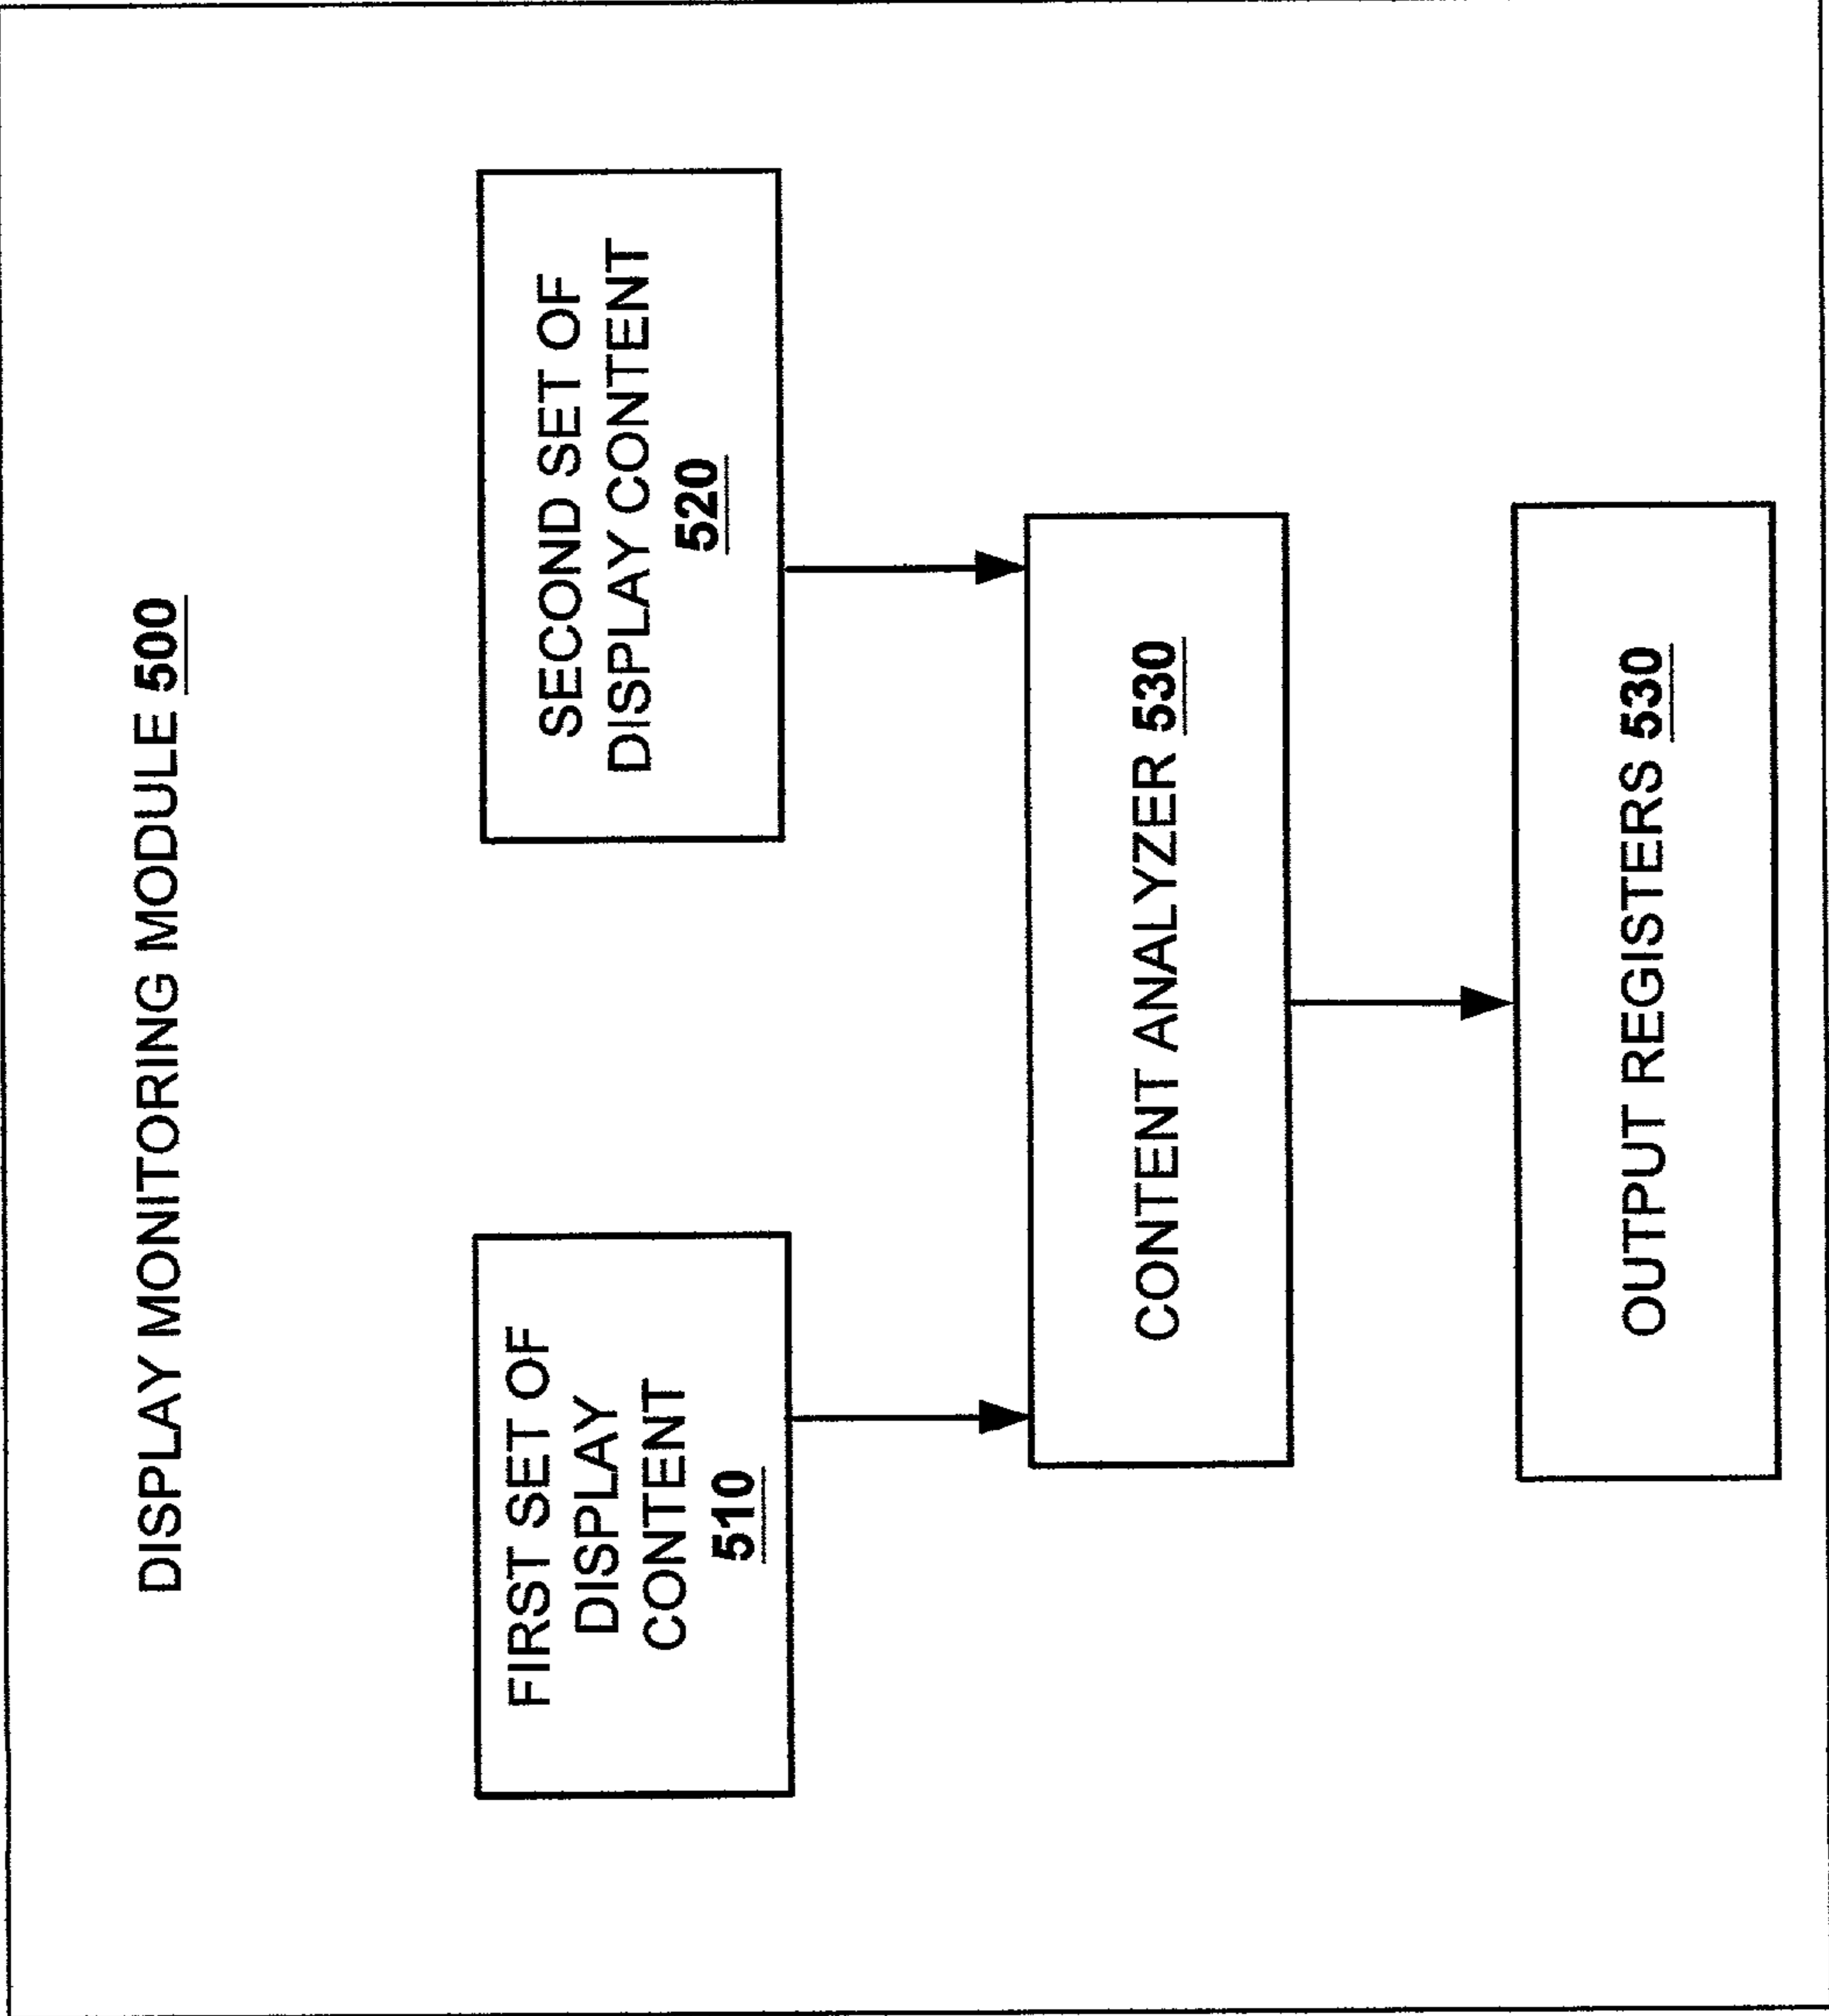 DISPLAY MONITORING MODULE 500
FIRST SET OF
DISPLAY
CONTENT
510
SECOND SET OF
DISPLAY CONTENT
520
CONTENT ANALYZER 530
OUTPUT REGISTERS 530